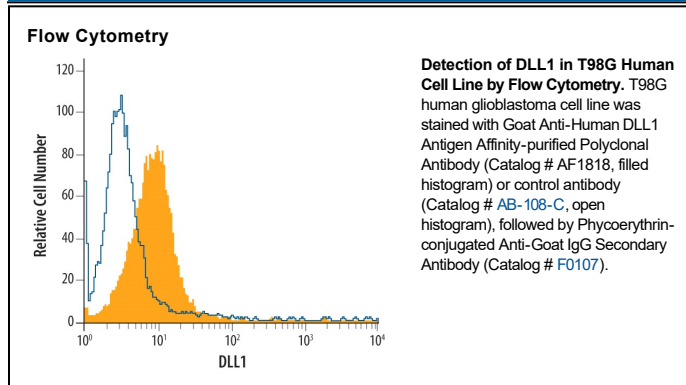 Flow Cytometry
120
100
80
60
40
20
0
Relative Cell Number
10⁰
10¹
10²
10³
10⁴
DLL1
Detection of DLL1 in T98G Human
Cell Line by Flow Cytometry. T98G
human glioblastoma cell line was
stained with Goat Anti-Human DLL1
Antigen Affinity-purified Polyclonal
Antibody (Catalog # AF1818, filled
histogram) or control antibody
(Catalog # AB-108-C, open
histogram), followed by Phycoerythrin-
conjugated Anti-Goat IgG Secondary
Antibody (Catalog # F0107).